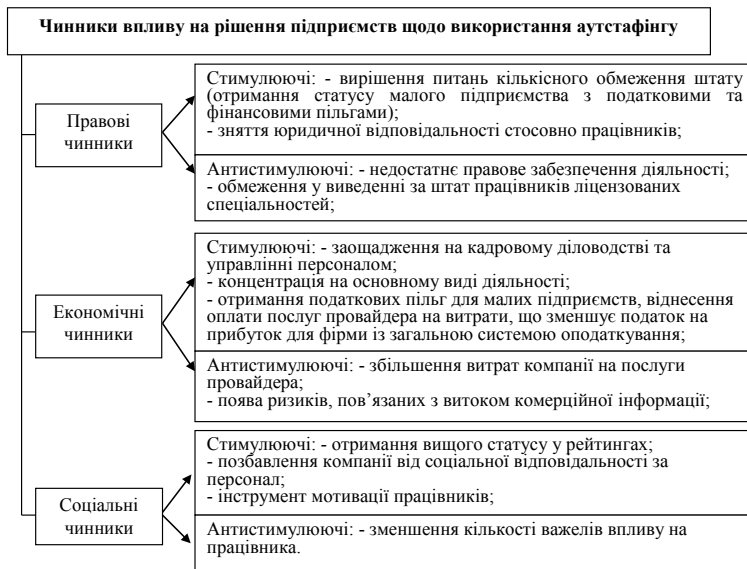 Чинники впливу на рішення підприємств щодо використання аутстафінгу
Правові
чинники
Стимулюючі: - вирішення питань кількісного обмеження штату
(отримання статусу малого підприємства з податковими та
фінансовими пільгами);
- зняття юридичної відповідальності стосовно працівників;
Антистимулюючі: - недостатнє правове забезпечення діяльності;
- обмеження у виведенні за штат працівників ліцензованих
спеціальностей;
Економічні
чинники
Стимулюючі: - заощадження на кадровому діловодстві та
управлінні персоналом;
- концентрація на основному виді діяльності;
- отримання податкових пільг для малих підприємств, віднесення
оплати послуг провайдера на витрати, що зменшує податок на
прибуток для фірми із загальною системою оподаткування;
Антистимулюючі: - збільшення витрат компанії на послуги
провайдера;
- поява ризиків, пов’язаних з витоком комерційної інформації;
Соціальні
чинники
Стимулюючі: - отримання вищого статусу у рейтингах;
- позбавлення компанії від соціальної відповідальності за
персонал;
- інструмент мотивації працівників;
Антистимулюючі: - зменшення кількості важелів впливу на
працівника.